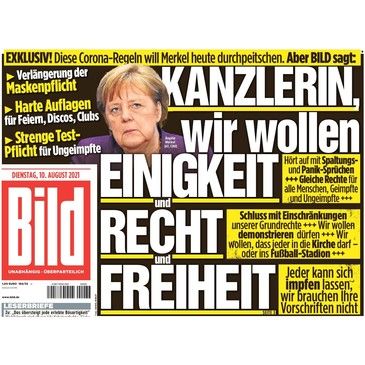 EXKLUSIV! Diese Corona-Regeln will Merkel heute durchpeitschen. Aber BILD sagt:
► Verlängerung der
Maskenpflicht
► Harte Auflagen
für Feiern, Discos, Clubs
► Strenge Test-
Pflicht für Ungeimpfte
Angela
Merkel
KANZLERIN,
wir wollen
EINIGKEIT
und
RECHT
und
FREIHEIT
Hört auf mit Spaltungs-
und Panik-Sprüchen
+++ Gleiche Rechte für
alle Menschen, Geimpfte
und Ungeimpfte +++
Schluss mit Einschränkungen
unserer Grundrechte +++ Wir
wollen demonstrieren dürfen +++ Wir
wollen, dass jeder in die Kirche darf –
oder ins Fußball-Stadion +++
Jeder kann sich
impfen lassen,
wir brauchen Ihre
Vorschriften nicht
DIENSTAG, 10. AUGUST 2021
Bild
UNABHÄNGIG · ÜBERPARTEILICH
LESERBRIEFE